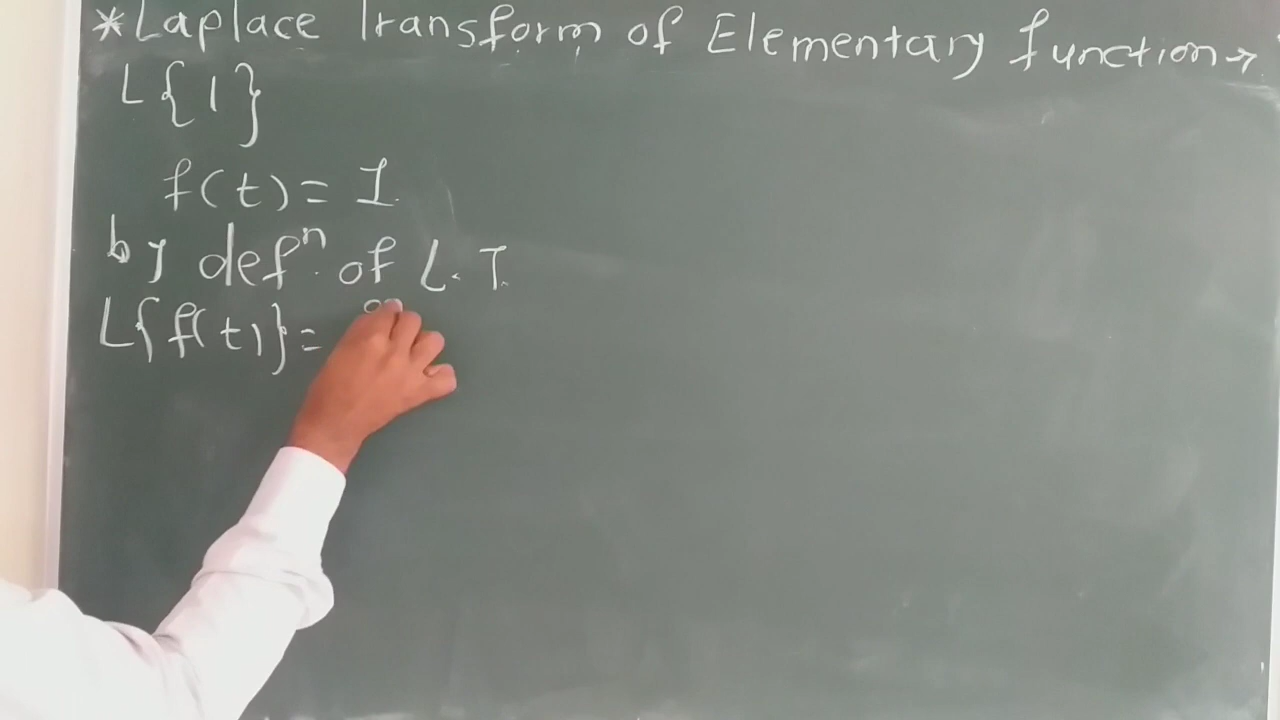 *Laplace Transform of Elementary function→
L{1}
f(t)= 1
by defⁿ of L.T.
L{f(t)}= ∞